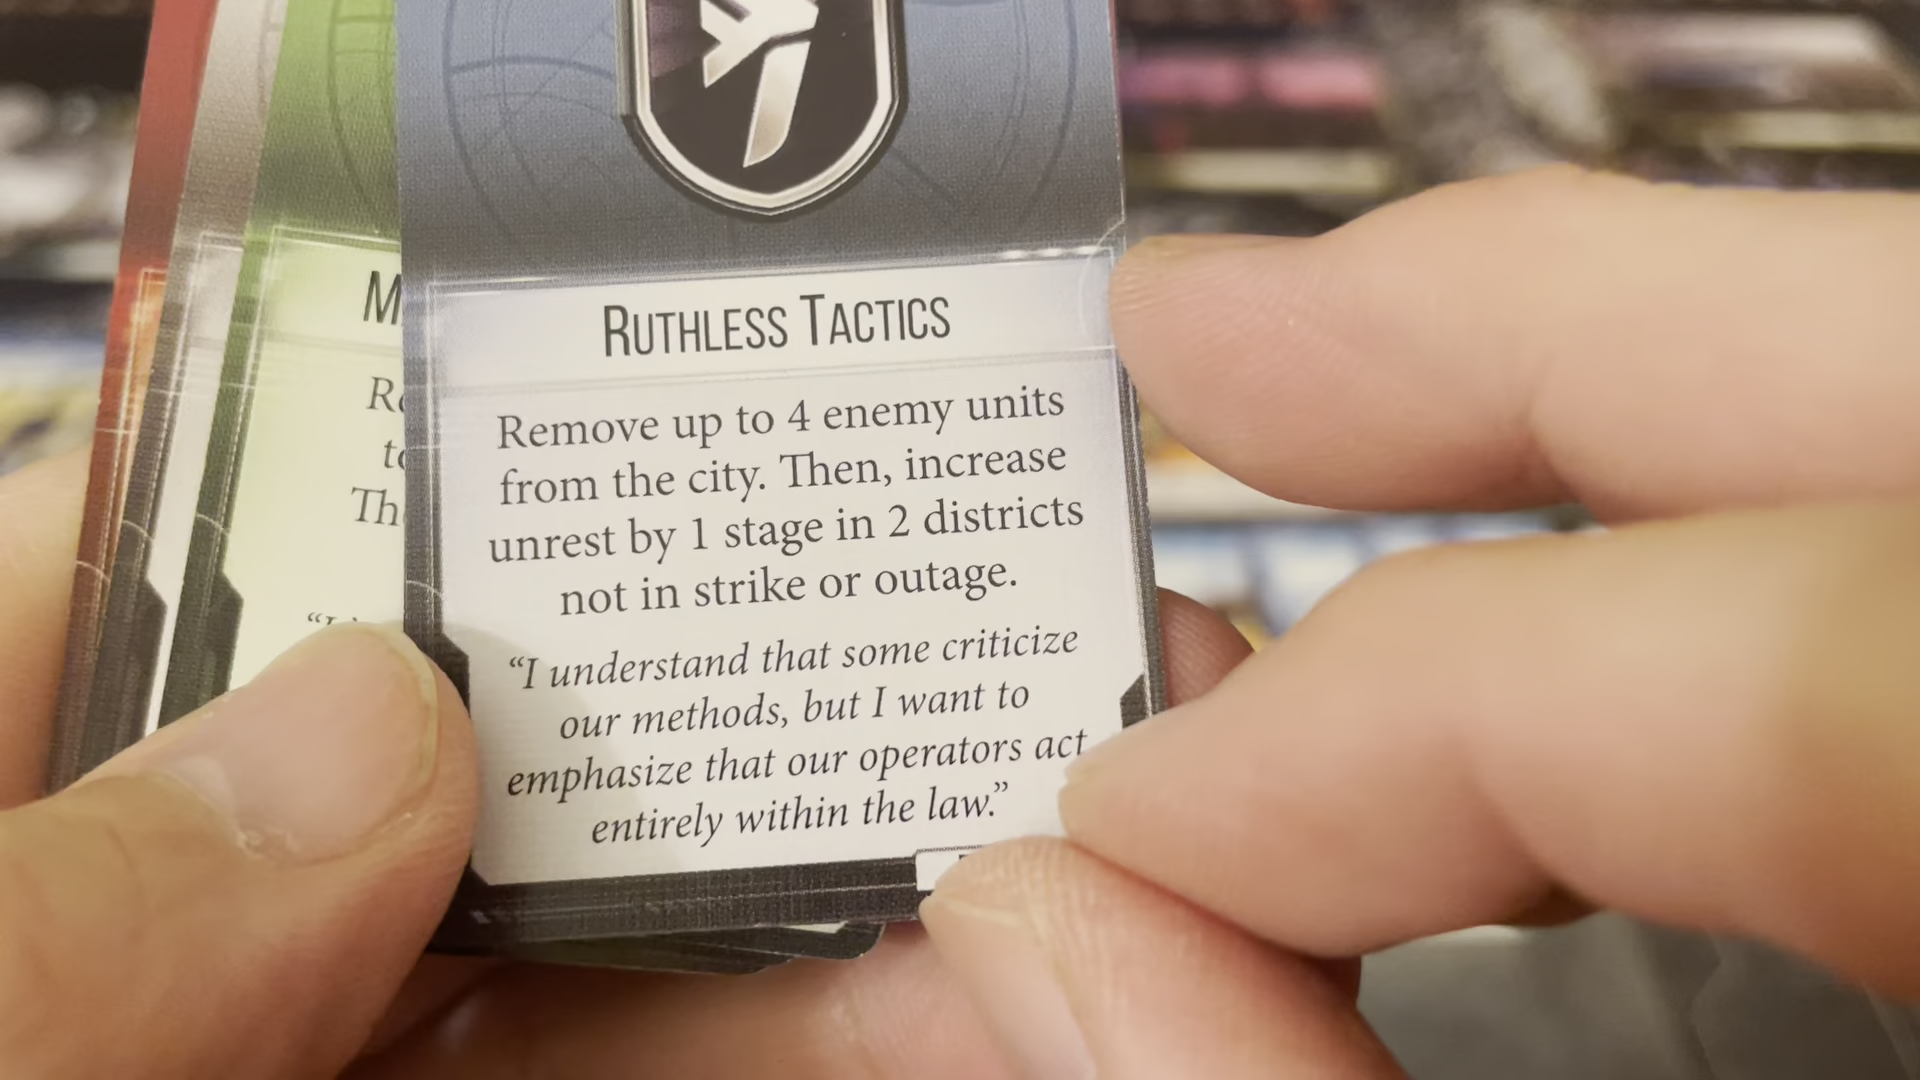 RUTHLESS TACTICS
Remove up to 4 enemy units
from the city. Then, increase
unrest by 1 stage in 2 districts
not in strike or outage.
“I understand that some criticize
our methods, but I want to
emphasize that our operators act
entirely within the law.”